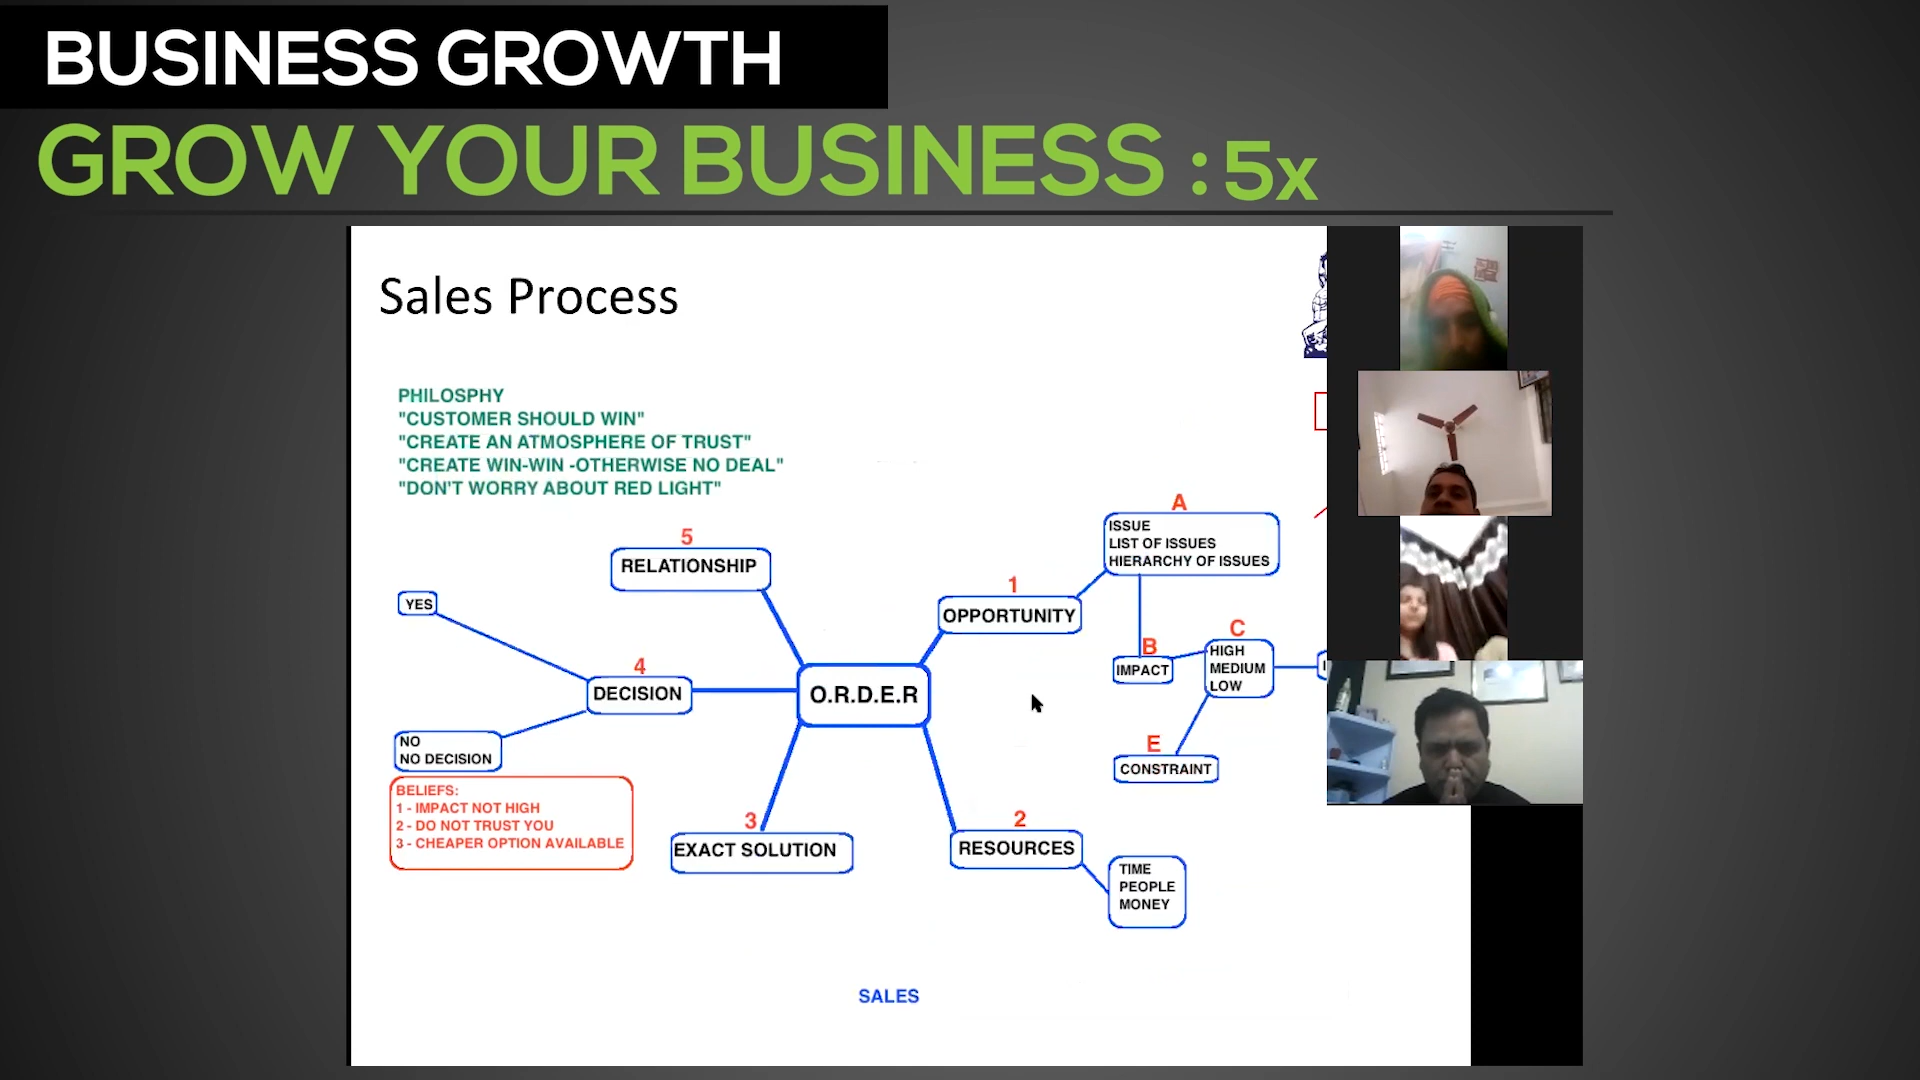 BUSINESS GROWTH
GROW YOUR BUSINESS : 5x
Sales Process
PHILOSPHY
"CUSTOMER SHOULD WIN"
"CREATE AN ATMOSPHERE OF TRUST"
"CREATE WIN-WIN -OTHERWISE NO DEAL"
"DON'T WORRY ABOUT RED LIGHT"
A
ISSUE
LIST OF ISSUES
HIERARCHY OF ISSUES
5
RELATIONSHIP
1
OPPORTUNITY
YES
B
IMPACT
C
HIGH
MEDIUM
LOW
4
DECISION
O.R.D.E.R
NO
NO DECISION
E
CONSTRAINT
BELIEFS:
1 - IMPACT NOT HIGH
2 - DO NOT TRUST YOU
3 - CHEAPER OPTION AVAILABLE
3
EXACT SOLUTION
2
RESOURCES
TIME
PEOPLE
MONEY
SALES